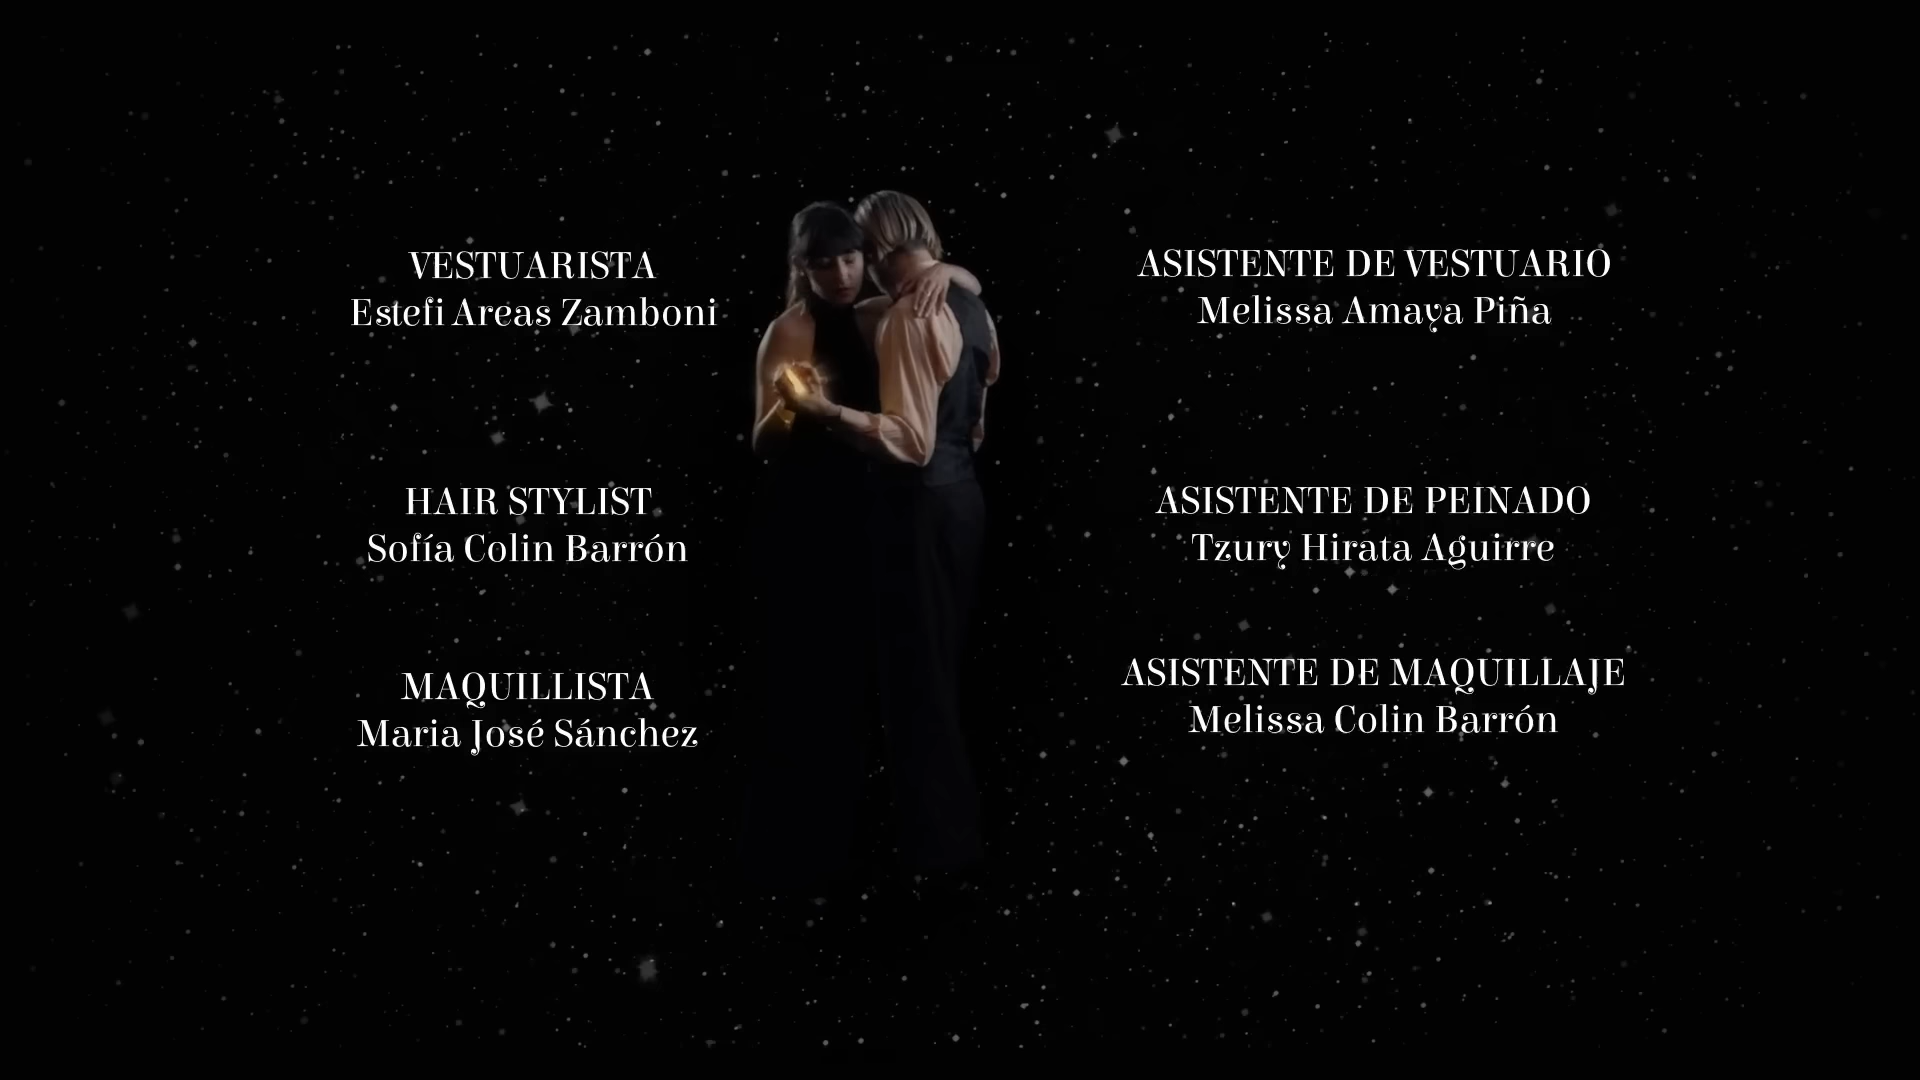 VESTUARISTA
Estefi Areas Zamboni
ASISTENTE DE VESTUARIO
Melissa Amaya Piña
HAIR STYLIST
Sofía Colin Barrón
ASISTENTE DE PEINADO
Tzury Hirata Aguirre
MAQUILLISTA
Maria José Sánchez
ASISTENTE DE MAQUILLAJE
Melissa Colin Barrón